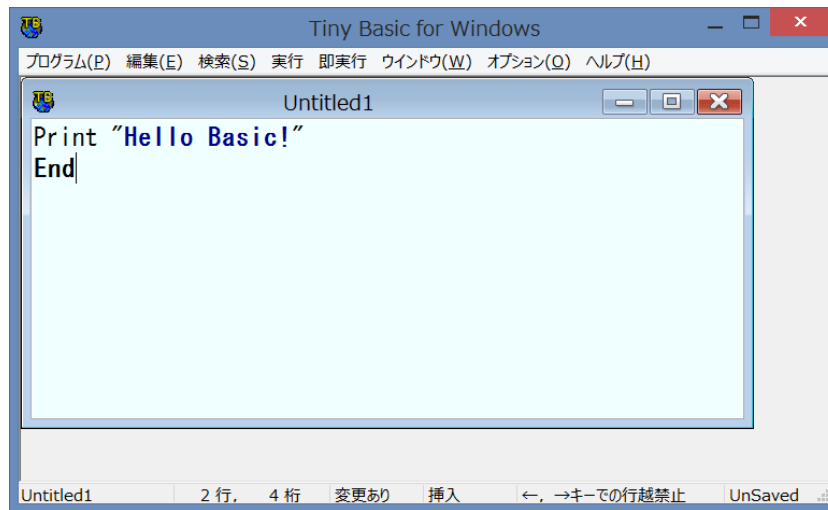 Tiny Basic for Windows
プログラム(P) 編集(E) 検索(S) 実行 即実行 ウインドウ(W) オプション(O) ヘルプ(H)
Untitled1
Print "Hello Basic!"
End
Untitled1 2 行, 4 桁 変更あり 挿入 ←, →キーでの行越禁止 UnSaved